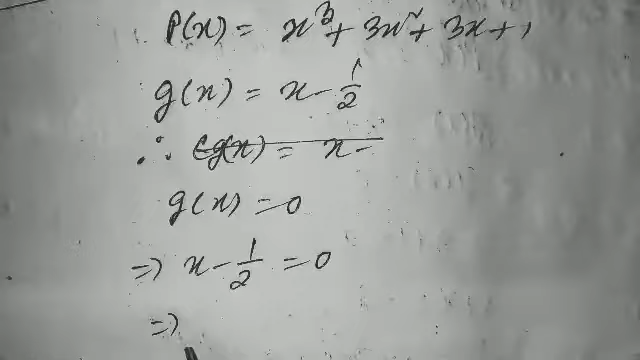 P(x) = x³ + 3x² + 3x + 1
g(x) = x - 1/2
∴ g(x) = x -
g(x) = 0
⇒ x - 1/2 = 0
⇒